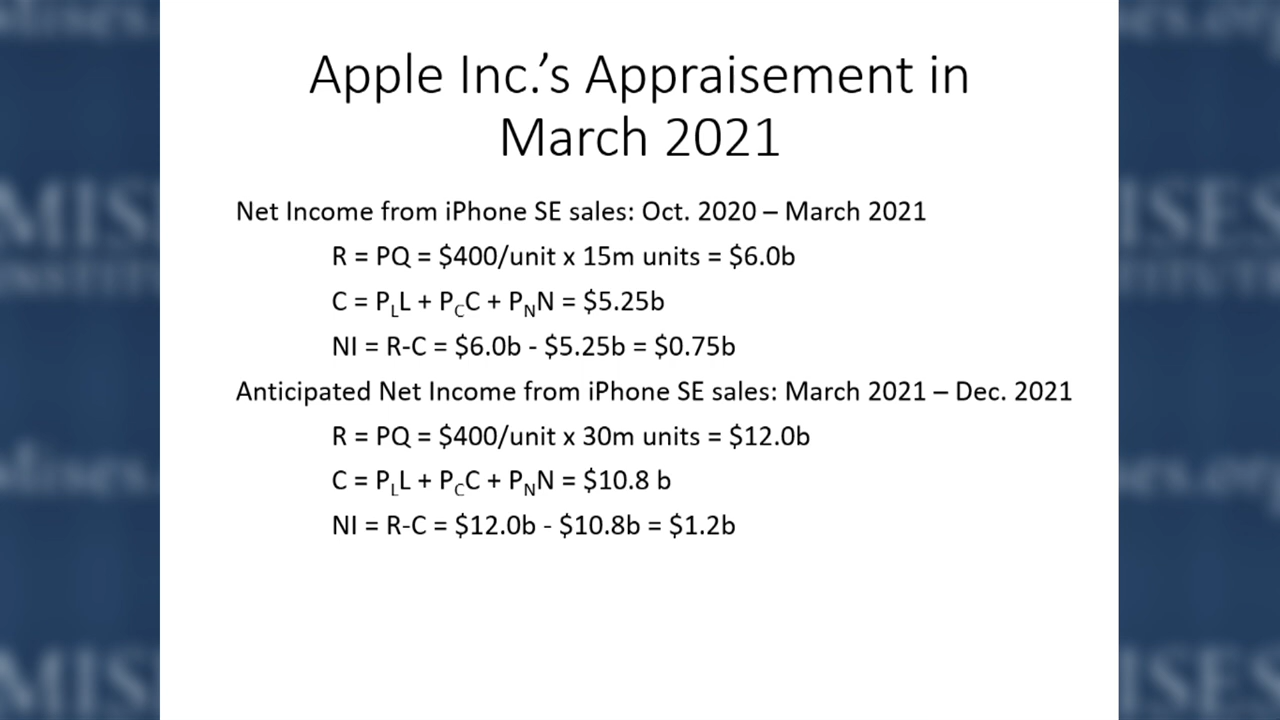 Apple Inc.’s Appraisement in
March 2021
Net Income from iPhone SE sales: Oct. 2020 – March 2021
R = PQ = $400/unit x 15m units = $6.0b
C = PLL + PCC + PNN = $5.25b
NI = R-C = $6.0b - $5.25b = $0.75b
Anticipated Net Income from iPhone SE sales: March 2021 – Dec. 2021
R = PQ = $400/unit x 30m units = $12.0b
C = PLL + PCC + PNN = $10.8 b
NI = R-C = $12.0b - $10.8b = $1.2b